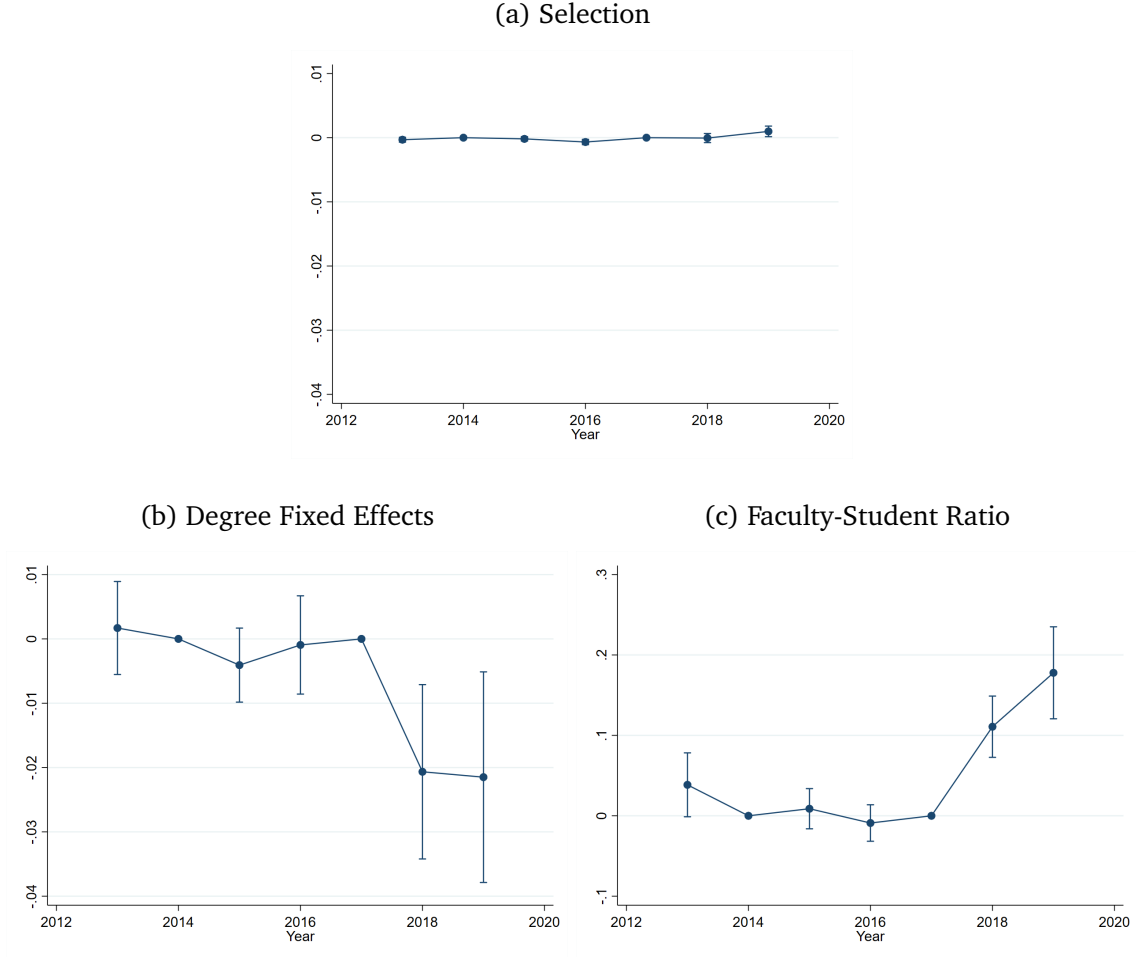 (a) Selection
.01
0
-.01
-.02
-.03
-.04
2012 2014 2016 2018 2020
Year
(b) Degree Fixed Effects
.01
0
-.01
-.02
-.03
-.04
2012 2014 2016 2018 2020
Year
(c) Faculty-Student Ratio
.3
.2
.1
0
-.1
2012 2014 2016 2018 2020
Year